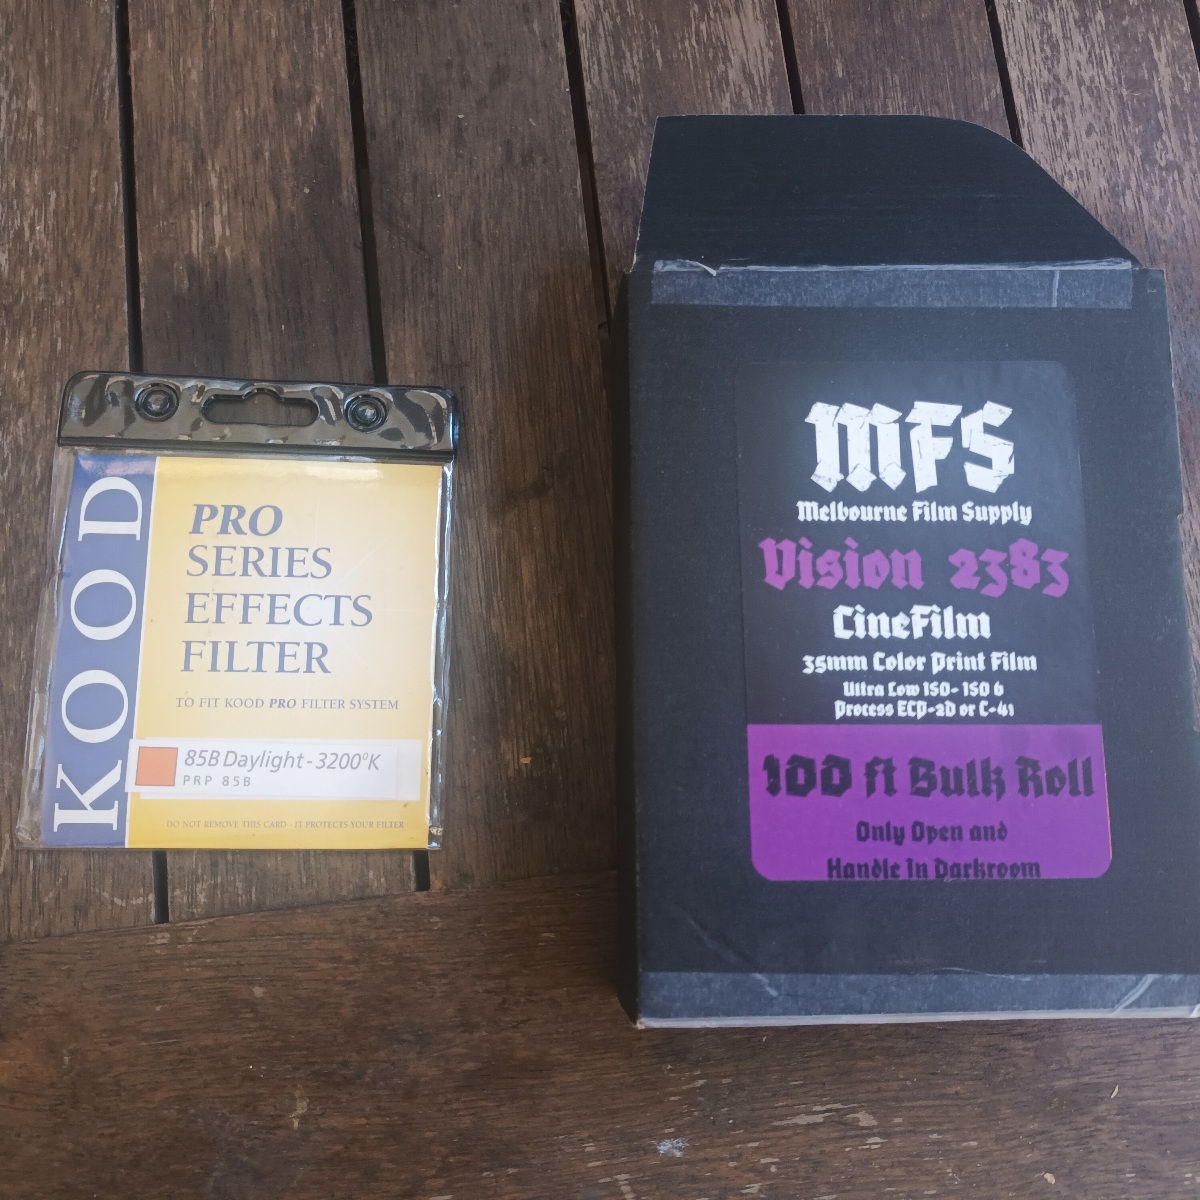 KOOD
PRO
SERIES
EFFECTS
FILTER
TO FIT KOOD PRO FILTER SYSTEM
85B Daylight - 3200°K
PRP 85B
DO NOT REMOVE THIS CARD - IT PROTECTS YOUR FILTER
MFS
Melbourne Film Supply
Vision 2383
CineFilm
35mm Color Print Film
Ultra Low ISO- ISO 6
Process ECP-2D or C-41
100 ft Bulk Roll
Only Open and
Handle In Darkroom